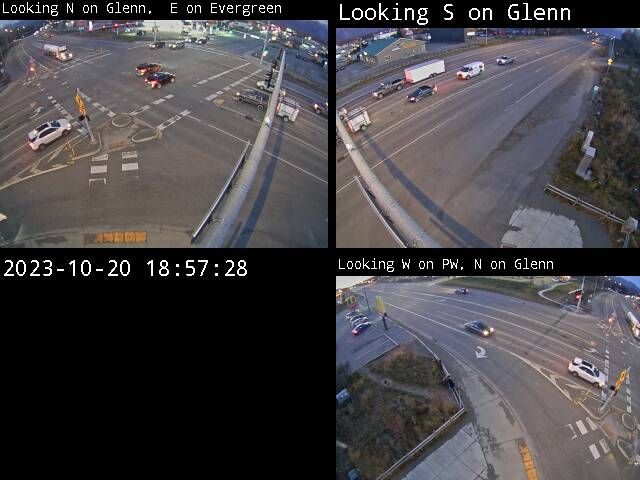 Looking N on Glenn,  E on Evergreen
Looking S on Glenn
2023-10-20 18:57:28
Looking W on PW, N on Glenn